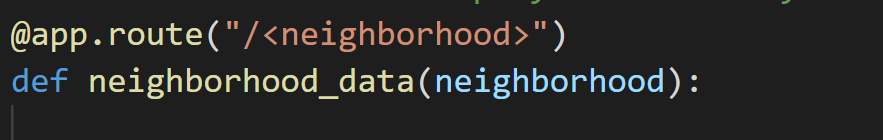 @app.route("/<neighborhood>")
def neighborhood_data(neighborhood):